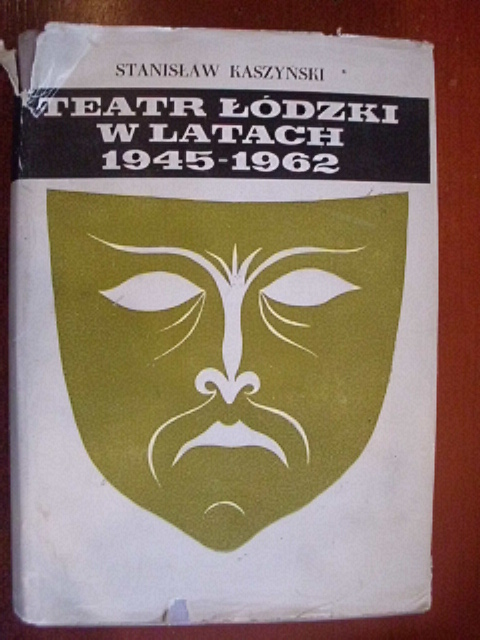 STANISŁAW KASZYŃSKI
TEATR ŁÓDZKI
W LATACH
1945-1962